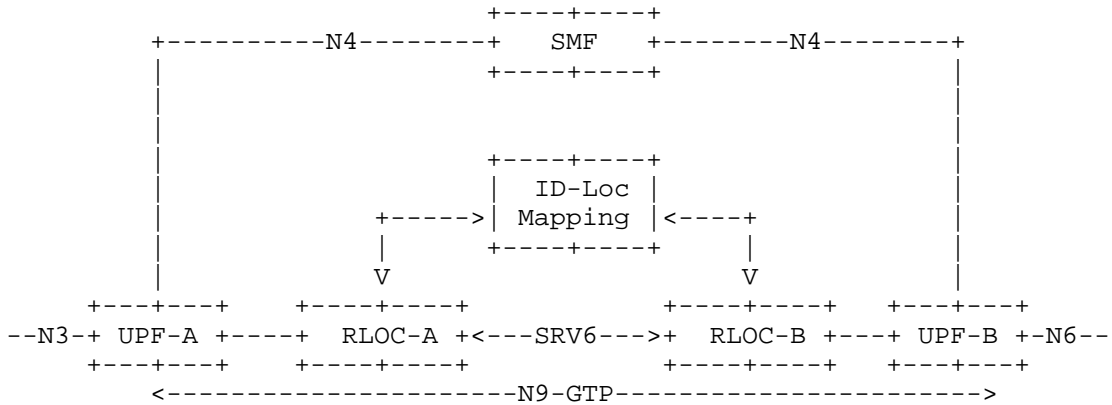 N4 SMF N4
ID-Loc
Mapping
V V
N3 UPF-A RLOC-A SRV6 RLOC-B UPF-B N6
N9-GTP